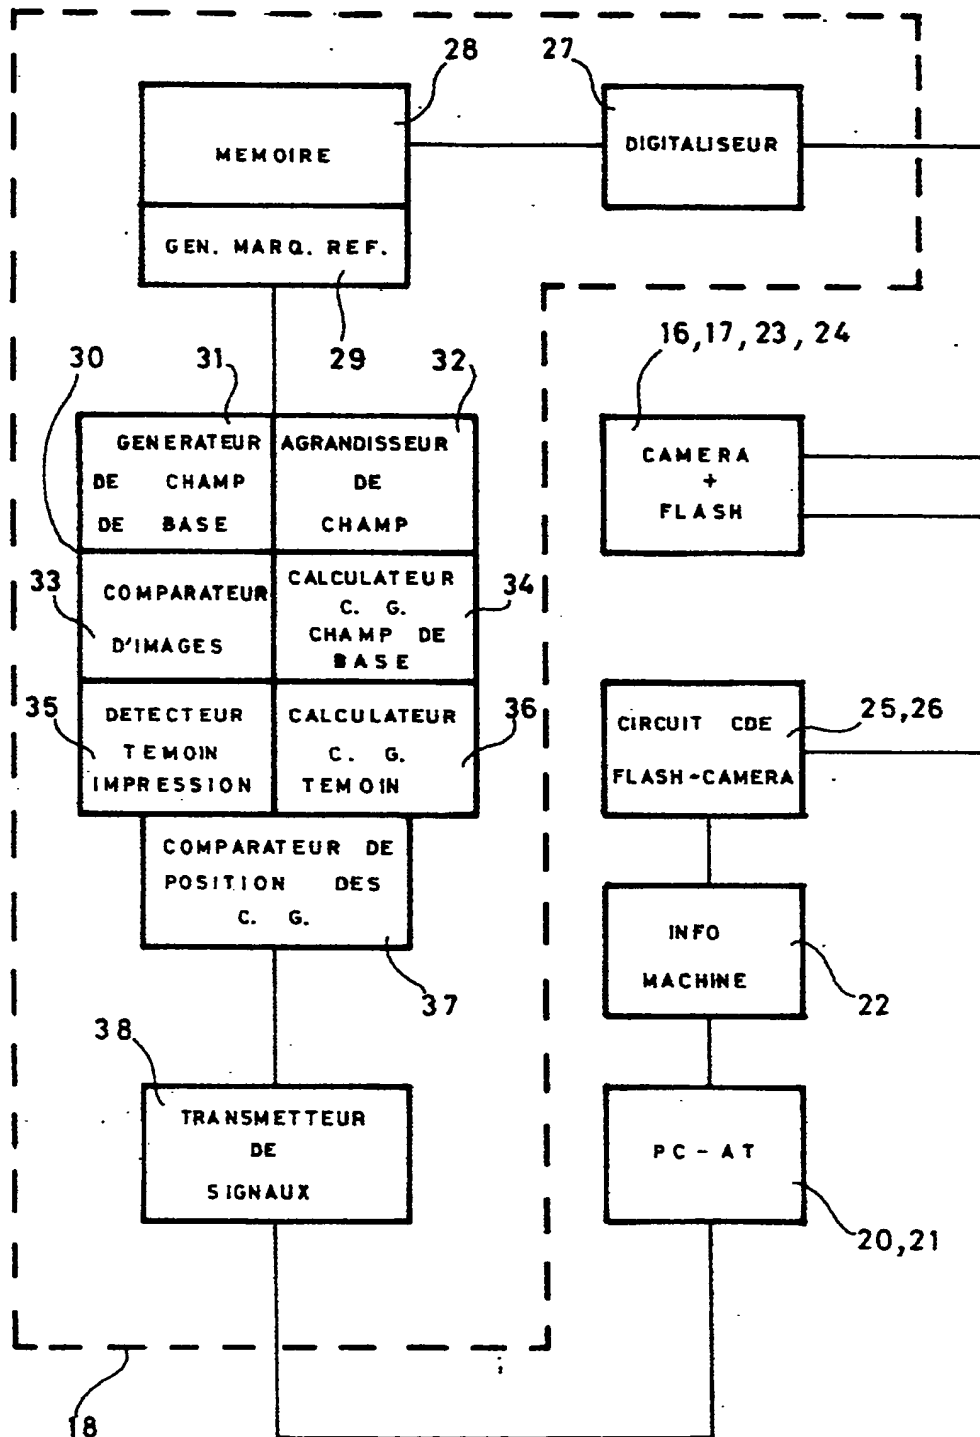 28
27
MEMOIRE
DIGITALISEUR
GEN. MARQ. REF.
29
16,17,23,24
30
31
32
GENERATEUR
DE CHAMP
DE BASE
AGRANDISSEUR
DE
CHAMP
CAMERA
+
FLASH
33
COMPARATEUR
D'IMAGES
CALCULATEUR
C. G.
CHAMP DE
BASE
34
35
DETECTEUR
TEMOIN
IMPRESSION
CALCULATEUR
C. G.
TEMOIN
36
CIRCUIT CDE
FLASH-CAMERA
25,26
COMPARATEUR DE
POSITION DES
C. G.
37
INFO
MACHINE
22
38
TRANSMETTEUR
DE
SIGNAUX
PC-AT
20,21
18